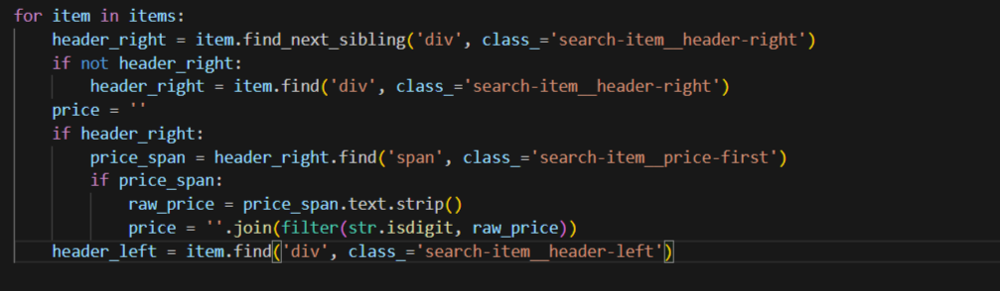 for item in items:
    header_right = item.find_next_sibling('div', class_='search-item__header-right')
    if not header_right:
        header_right = item.find('div', class_='search-item__header-right')
    price = ''
    if header_right:
        price_span = header_right.find('span', class_='search-item__price-first')
        if price_span:
            raw_price = price_span.text.strip()
            price = ''.join(filter(str.isdigit, raw_price))
    header_left = item.find('div', class_='search-item__header-left')